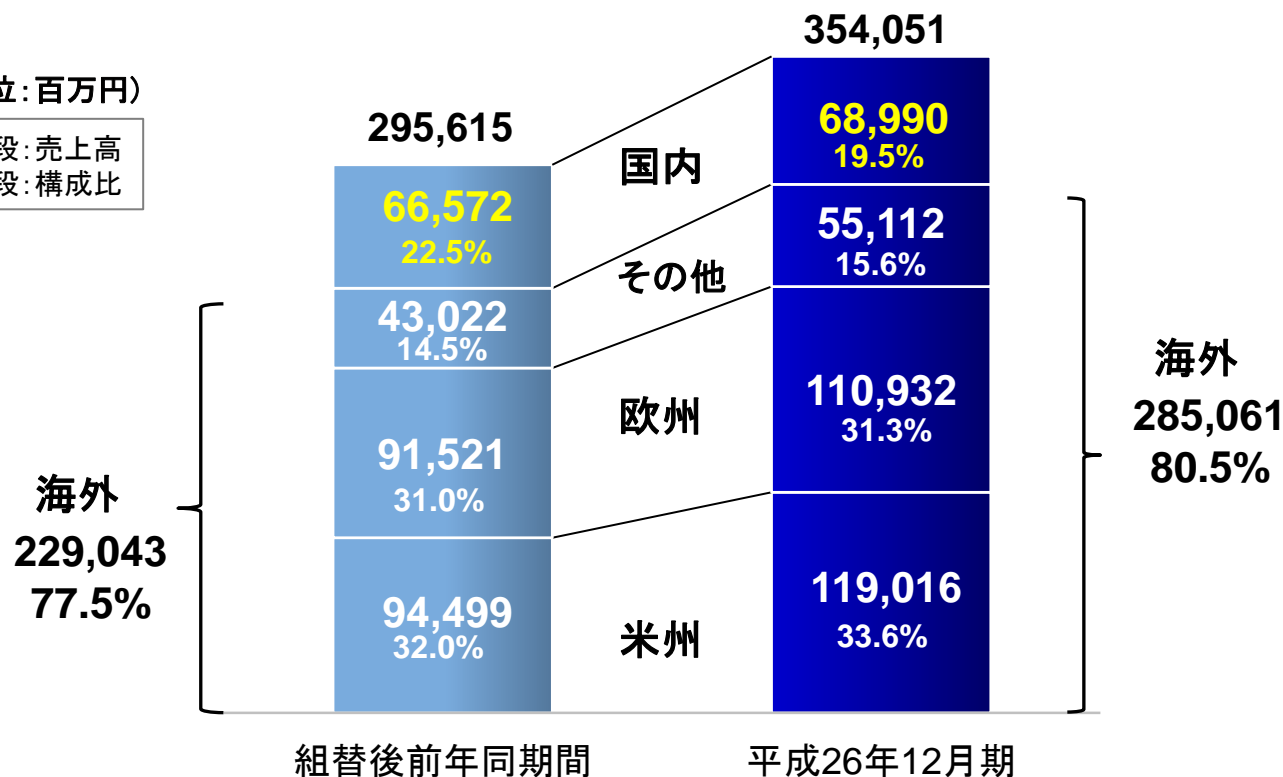 位：百万円）
段：売上高
段：構成比
295,615
66,572
22.5%
43,022
14.5%
91,521
31.0%
94,499
32.0%
海外
229,043
77.5%
国内
その他
欧州
米州
354,051
68,990
19.5%
55,112
15.6%
110,932
31.3%
119,016
33.6%
海外
285,061
80.5%
組替後前年同期間
平成26年12月期